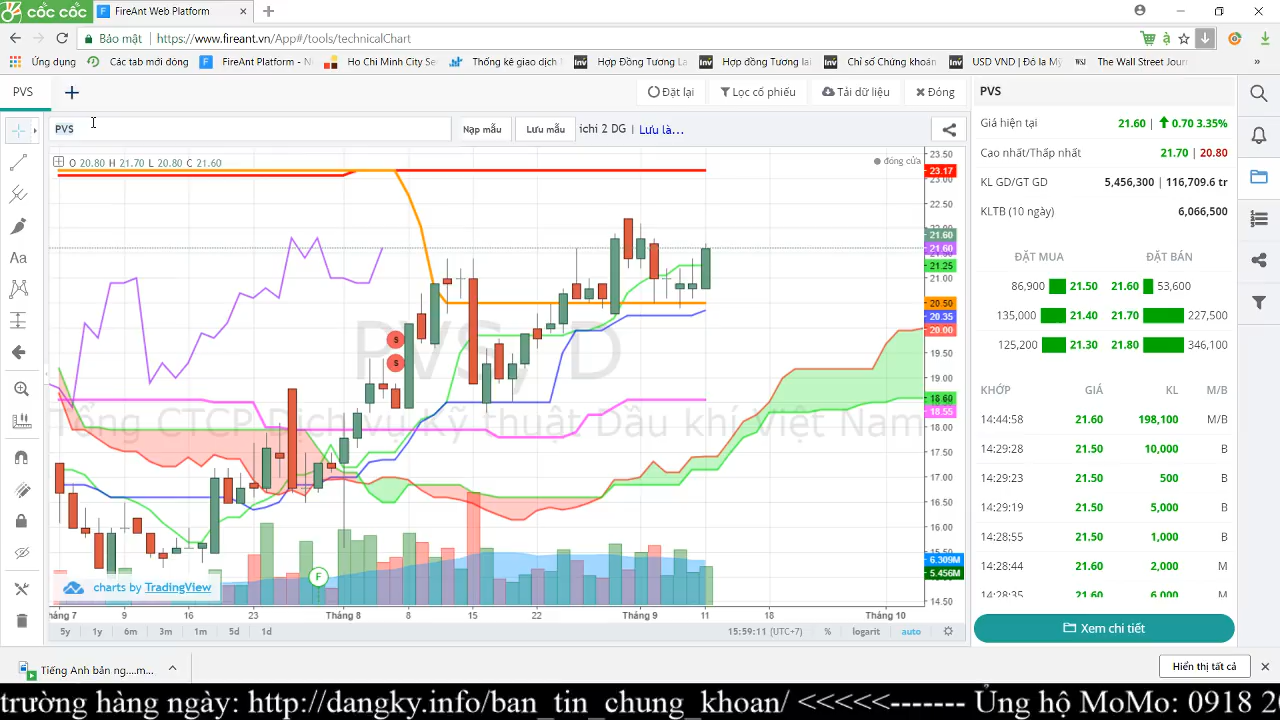 CỐC CỐC
FireAnt Web Platform
Bảo mật
https://www.fireant.vn/App#/tools/technicalChart
Ứng dụng
Các tab mới đóng
FireAnt Platform - N
Ho Chi Minh City Se
Thống kê giao dịch
Hợp Đồng Tương La
Hợp đồng Tương lai
Chỉ số Chứng khoán
USD VND | Đô la Mỹ
The Wall Street Jour
PVS
Đặt lại
Lọc cổ phiếu
Tải dữ liệu
Đóng
PVS
Nạp mẫu
Lưu mẫu
ichi 2 DG | Lưu là...
O 20.80 H 21.70 L 20.80 C 21.60
đóng cửa
PVS, D
Tổng CTCP Dịch vụ Kỹ thuật Dầu khí Việt Nam
23.50
23.17
23.00
22.50
22.00
21.60
21.60
21.25
21.00
20.50
20.35
20.00
19.50
19.00
18.60
18.55
18.00
17.50
17.00
16.50
16.00
15.50
6.309M
5.456M
14.50
S
S
F
charts by TradingView
háng 7
9
16
23
Tháng 8
8
15
22
Tháng 9
11
18
Tháng 10
5y
1y
6m
3m
1m
5d
1d
15:59:11 (UTC+7)
%
logarit
auto
PVS
Giá hiện tại
21.60 | 0.70 3.35%
Cao nhất/Thấp nhất
21.70 | 20.80
KL GD/GT GD
5,456,300 | 116,709.6 tr
KLTB (10 ngày)
6,066,500
ĐẶT MUA
ĐẶT BÁN
86,900 21.50 21.60 53,600
135,000 21.40 21.70 227,500
125,200 21.30 21.80 346,100
KHỚP GIÁ KL M/B
14:44:58 21.60 198,100 M/B
14:29:28 21.50 10,000 B
14:29:23 21.50 500 B
14:29:19 21.50 5,000 B
14:28:55 21.50 1,000 B
14:28:44 21.60 2,000 M
14:28:35 21.60 6,000 M
Xem chi tiết
Tiếng Anh bản ng....m...
Hiển thị tất cả
trường hàng ngày: http://dangky.info/ban_tin_chung_khoan/ <<<<<------- Ủng hộ MoMo: 0918 20